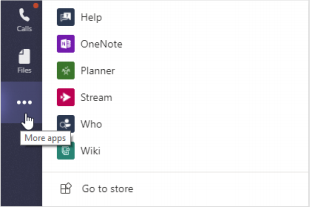 Calls
Files
More apps
Help
OneNote
Planner
Stream
Who
Wiki
Go to store